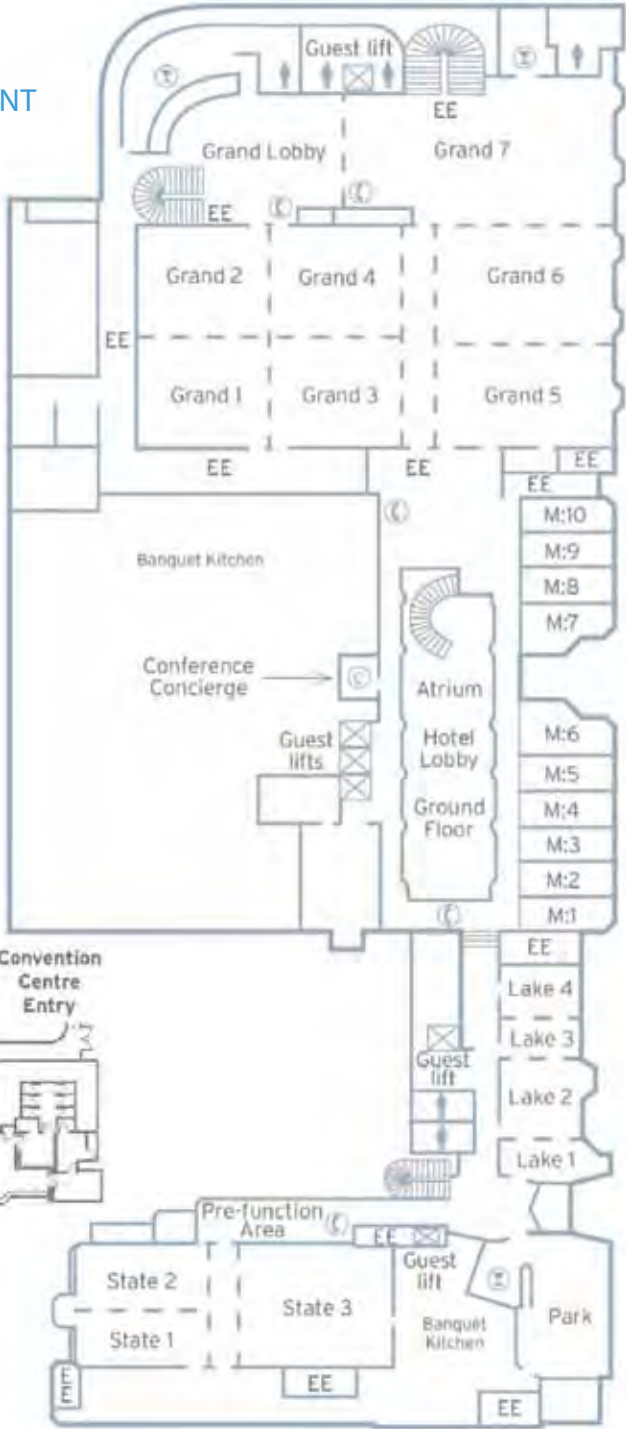 NT
Guest lift
EE
Grand Lobby
Grand 7
EE
Grand 2
Grand 4
Grand 6
EE
Grand 1
Grand 3
Grand 5
EE
EE
EE
EE
M:10
M:9
M:8
M:7
Banquet Kitchen
Conference
Concierge
Atrium
Hotel
Lobby
Ground
Floor
Guest
lifts
M:6
M:5
M:4
M:3
M:2
M:1
EE
Convention
Centre
Entry
Lake 4
Lake 3
Guest
lift
Lake 2
Lake 1
Pre-function
Area
EE
Guest
lift
State 2
State 1
State 3
Banquet
Kitchen
Park
EE
EE
EE